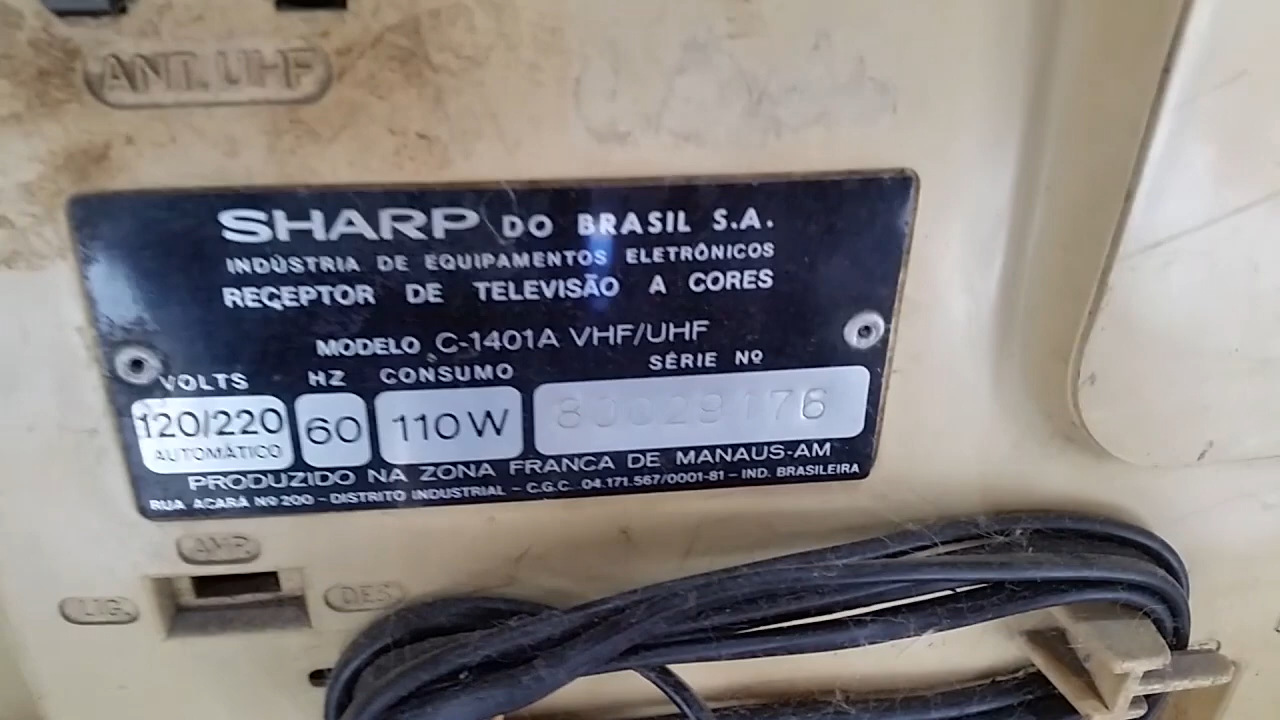 ANT. UHF
SHARP DO BRASIL S.A.
INDÚSTRIA DE EQUIPAMENTOS ELETRÔNICOS
RECEPTOR DE TELEVISÃO A CORES
MODELO C-1401A VHF/UHF
VOLTS HZ CONSUMO SÉRIE Nº
120/220 60 110W 80029176
AUTOMÁTICO
PRODUZIDO NA ZONA FRANCA DE MANAUS-AM
RUA ACARÁ Nº 200 - DISTRITO INDUSTRIAL - C.G.C. 04.171.567/0001-81 - IND. BRASILEIRA
AMP.
LIG. DES.